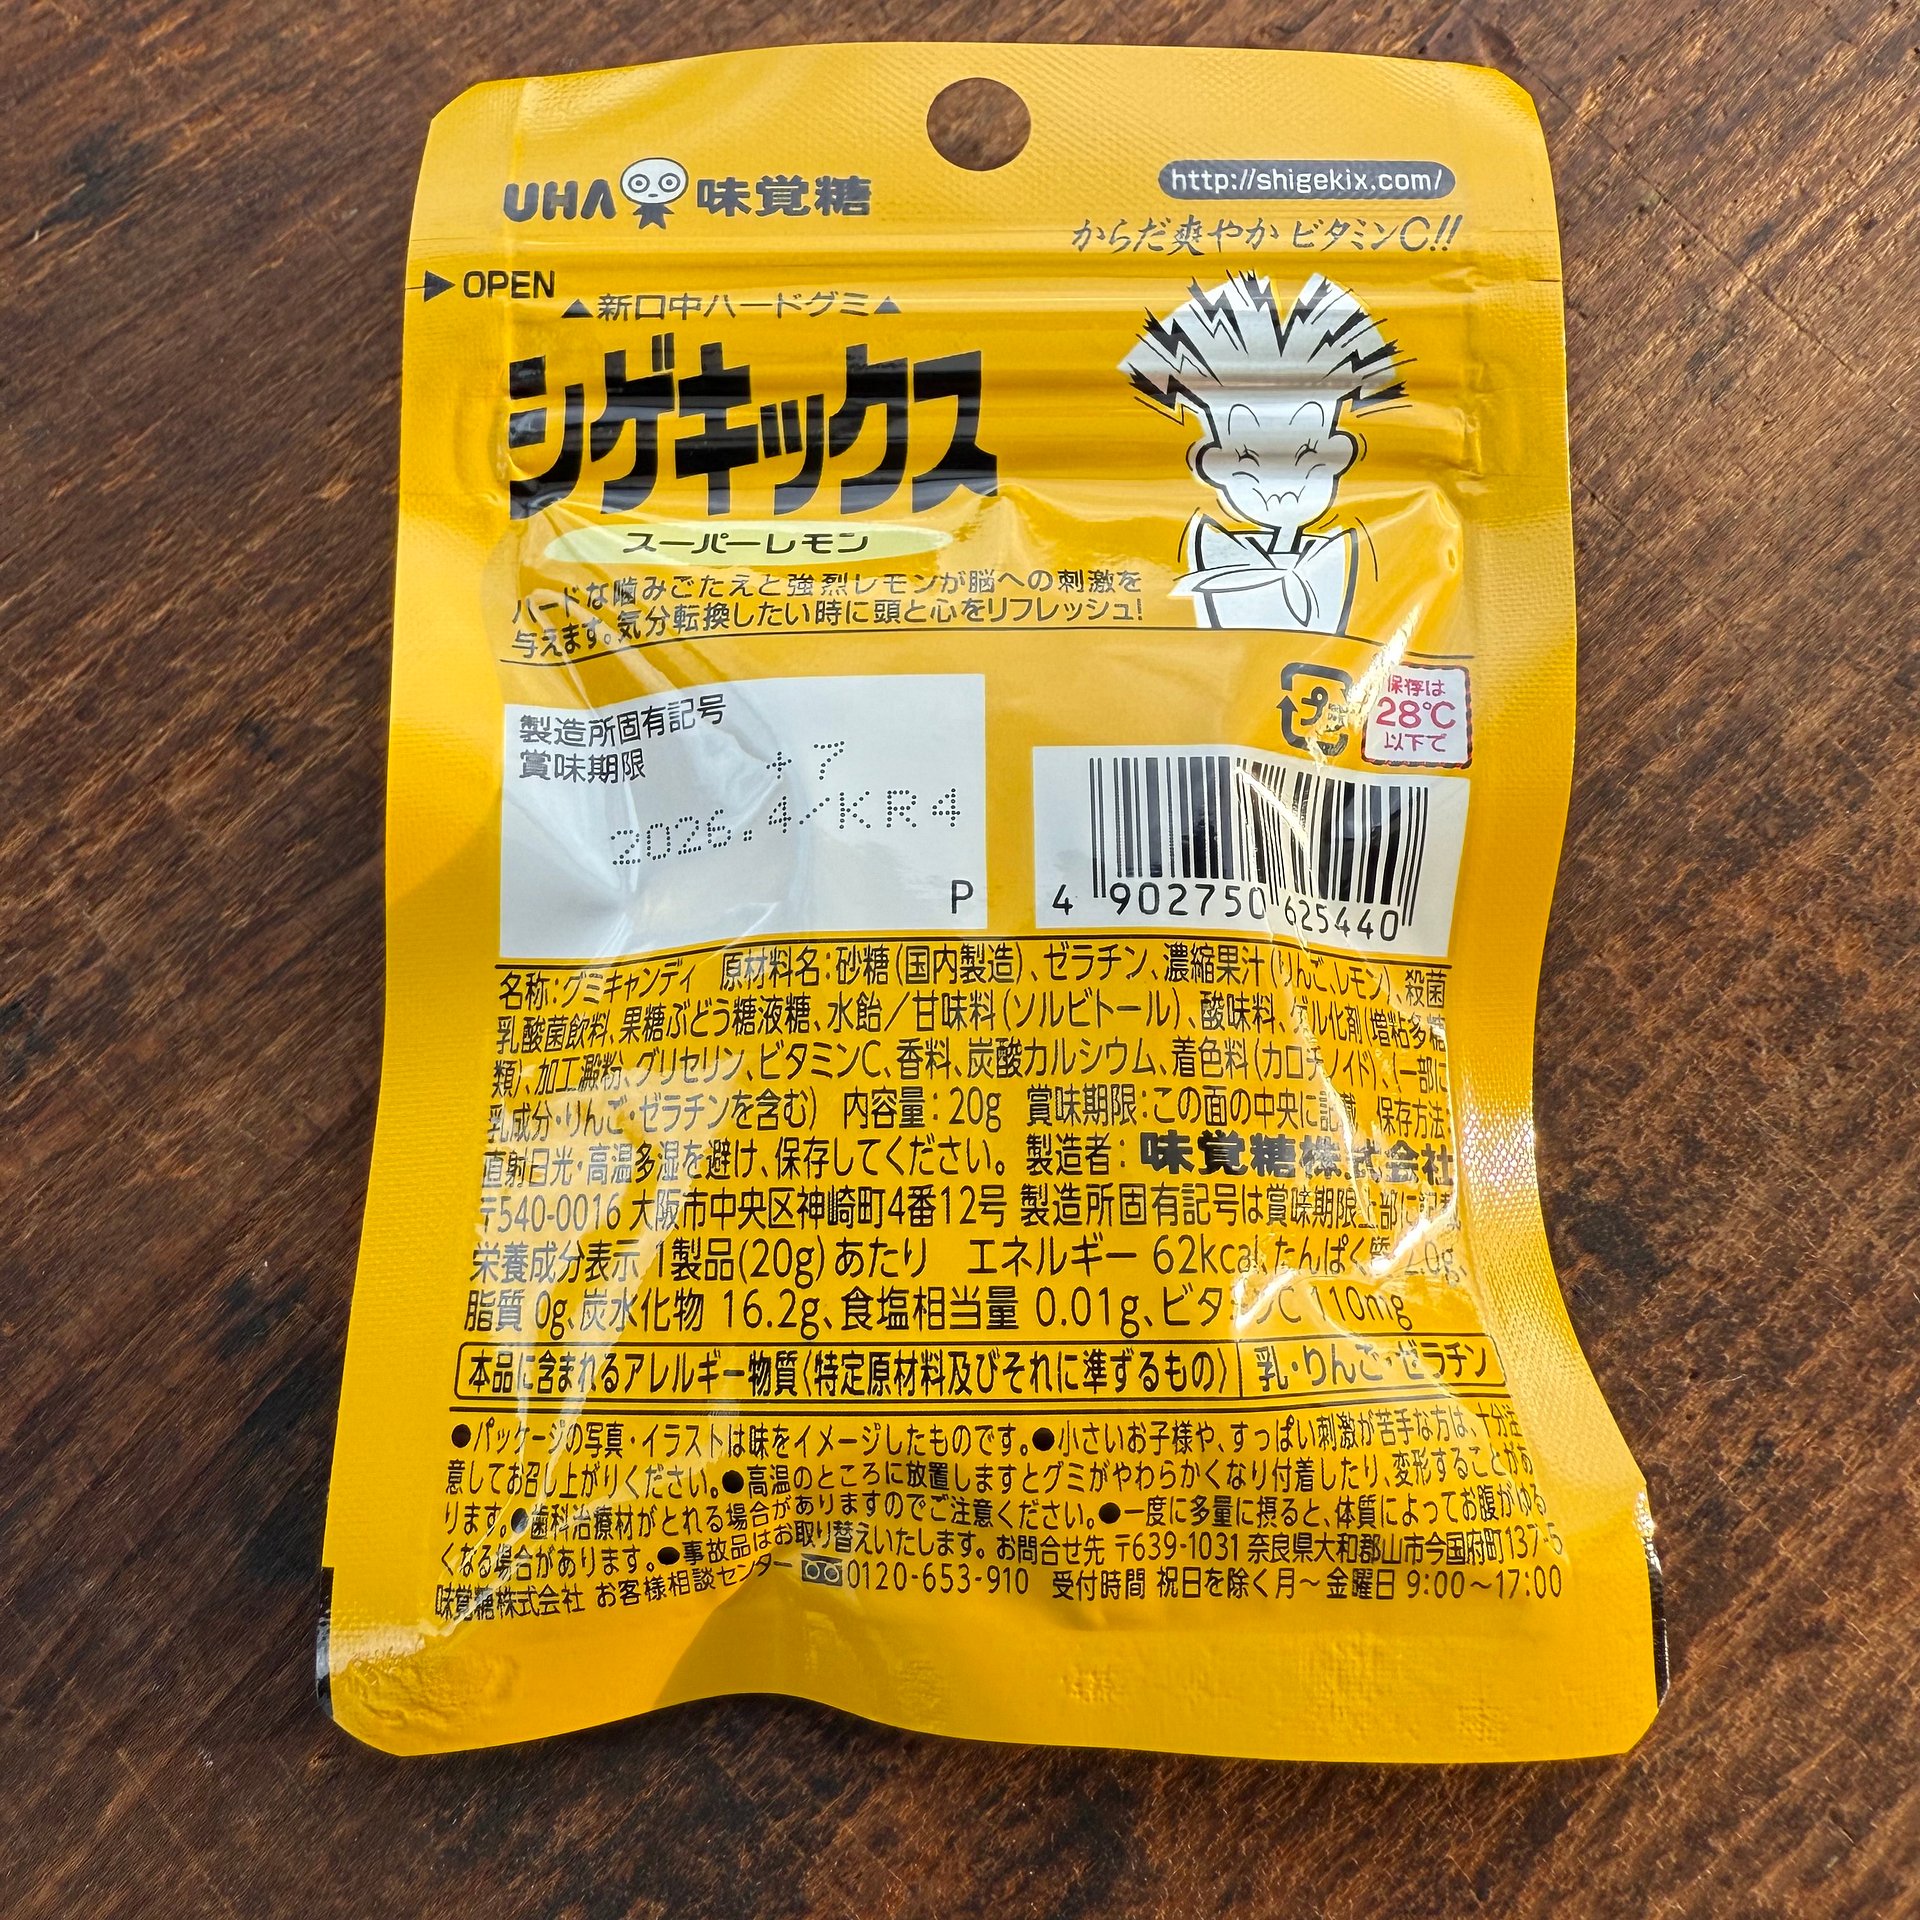 UHA 味覚糖
http://shigekix.com/
からだ爽やか ビタミンC!!
▶OPEN
▲新口中ハードグミ▲
シゲキックス
スーパーレモン
ハードな噛みごたえと強烈レモンが脳への刺激を
与えます。気分転換したい時に頭と心をリフレッシュ!
プラ
保存は
28℃
以下で
製造所固有記号
賞味期限
+7
2026.4/KR4
P
4 902750 625440
名称:グミキャンディ 原材料名:砂糖(国内製造)、ゼラチン、濃縮果汁(りんご、レモン)、殺菌
乳酸菌飲料、果糖ぶどう糖液糖、水飴/甘味料(ソルビトール)、酸味料、ゲル化剤(増粘多糖
類)、加工澱粉、グリセリン、ビタミンC、香料、炭酸カルシウム、着色料(カロチノイド)、(一部に
乳成分・りんご・ゼラチンを含む) 内容量:20g 賞味期限:この面の中央に記載 保存方法:
直射日光・高温多湿を避け、保存してください。 製造者:味覚糖株式会社
〒540-0016 大阪市中央区神崎町4番12号 製造所固有記号は賞味期限上部に記載
栄養成分表示 1製品(20g)あたり エネルギー 62kcal、たんぱく質 2.0g、
脂質 0g、炭水化物 16.2g、食塩相当量 0.01g、ビタミンC 110mg
本品に含まれるアレルギー物質(特定原材料及びそれに準ずるもの) 乳・りんご・ゼラチン
●パッケージの写真・イラストは味をイメージしたものです。●小さいお子様や、すっぱい刺激が苦手な方は、十分注
意してお召し上がりください。●高温のところに放置しますとグミがやわらかくなり付着したり、変形することがあ
ります。●歯科治療材がとれる場合がありますのでご注意ください。●一度に多量に摂ると、体質によってお腹がゆる
くなる場合があります。●事故品はお取り替えいたします。 お問合せ先 〒639-1031 奈良県大和郡山市今国府町137-5
味覚糖株式会社 お客様相談センター 0120-653-910 受付時間 祝日を除く月〜金曜日 9:00〜17:00